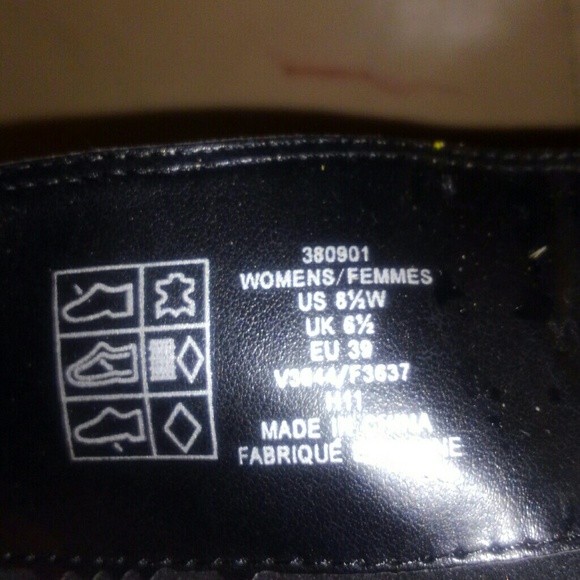 380901
WOMENS/FEMMES
US 8½W
UK 6½
EU 39
V3644/F3637
H11
MADE IN CHINA
FABRIQUÉ